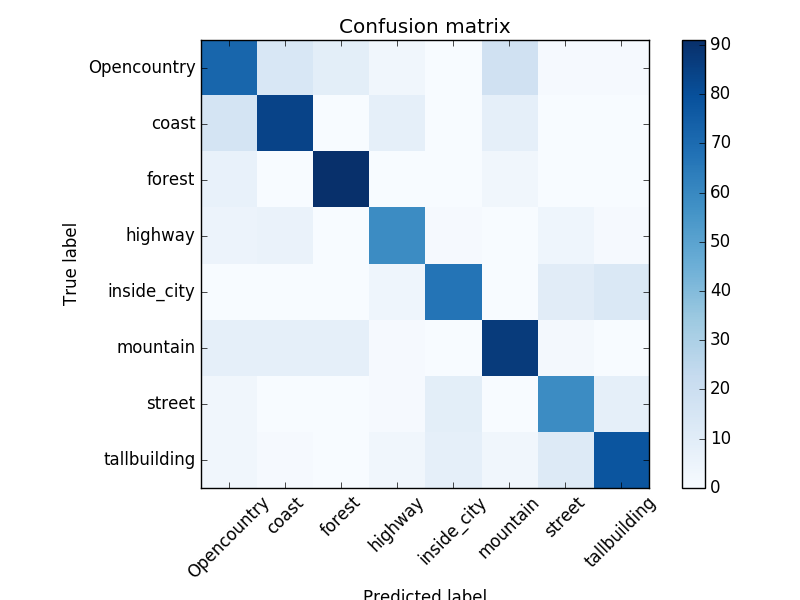 Confusion matrix
True label
Opencountry
coast
forest
highway
inside_city
mountain
street
tallbuilding
Opencountry
coast
forest
highway
inside_city
mountain
street
tallbuilding
Predicted label
90
80
70
60
50
40
30
20
10
0